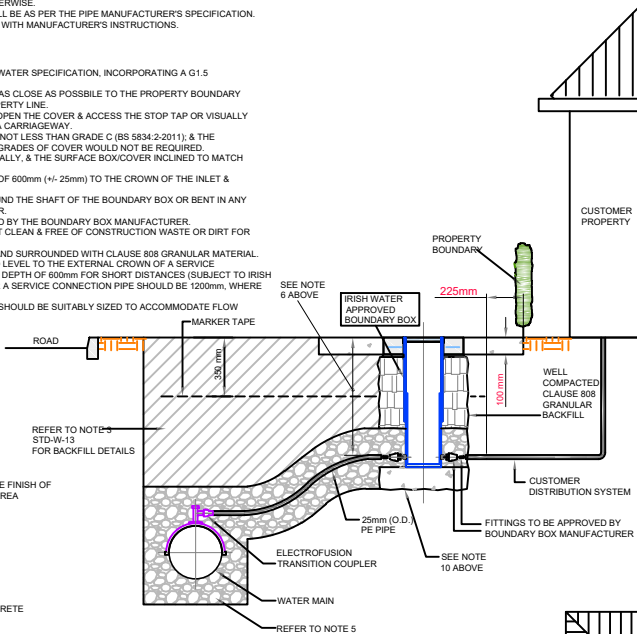 ERWISE.
LL BE AS PER THE PIPE MANUFACTURER'S SPECIFICATION.
WITH MANUFACTURER'S INSTRUCTIONS.
WATER SPECIFICATION, INCORPORATING A G1.5
AS CLOSE AS POSSBILE TO THE PROPERTY BOUNDARY
PERTY LINE.
OPEN THE COVER & ACCESS THE STOP TAP OR VISUALLY
A CARRIAGEWAY.
NOT LESS THAN GRADE C (BS 5834:2-2011); & THE
GRADES OF COVER WOULD NOT BE REQUIRED.
ALLY, & THE SURFACE BOX/COVER INCLINED TO MATCH
OF 600mm (+/- 25mm) TO THE CROWN OF THE INLET &
ND THE SHAFT OF THE BOUNDARY BOX OR BENT IN ANY
R.
D BY THE BOUNDARY BOX MANUFACTURER.
T CLEAN & FREE OF CONSTRUCTION WASTE OR DIRT FOR
AND SURROUNDED WITH CLAUSE 808 GRANULAR MATERIAL.
LEVEL TO THE EXTERNAL CROWN OF A SERVICE
DEPTH OF 600mm FOR SHORT DISTANCES (SUBJECT TO IRISH
A SERVICE CONNECTION PIPE SHOULD BE 1200mm, WHERE
SHOULD BE SUITABLY SIZED TO ACCOMMODATE FLOW
CUSTOMER
PROPERTY
PROPERTY
BOUNDARY
225mm
SEE NOTE
6 ABOVE
IRISH WATER
APPROVED
BOUNDARY BOX
MARKER TAPE
ROAD
350 mm
100 mm
WELL
COMPACTED
CLAUSE 808
GRANULAR
BACKFILL
REFER TO NOTE 3
STD-W-13
FOR BACKFILL DETAILS
E FINISH OF
REA
CUSTOMER
DISTRIBUTION SYSTEM
25mm (O.D.)
PE PIPE
FITTINGS TO BE APPROVED BY
BOUNDARY BOX MANUFACTURER
ELECTROFUSION
TRANSITION COUPLER
SEE NOTE
10 ABOVE
WATER MAIN
CRETE
REFER TO NOTE 5